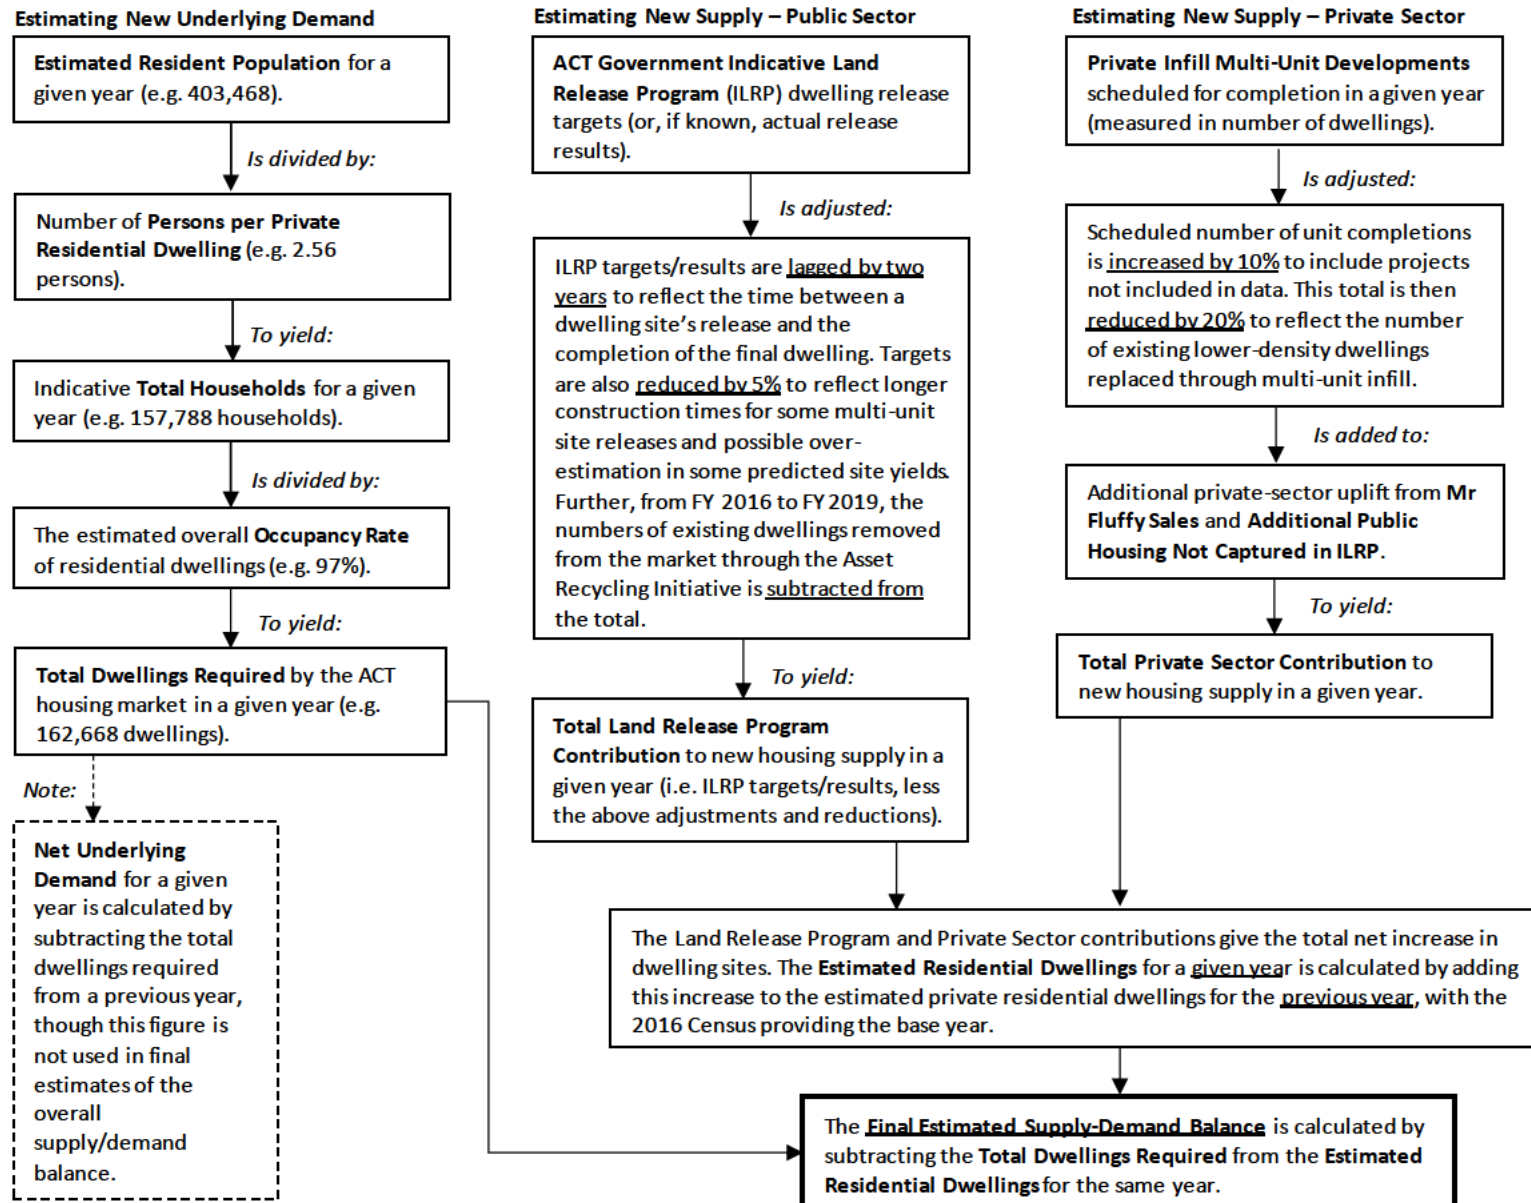 Estimating New Underlying Demand
Estimated Resident Population for a
given year (e.g. 403,468).
Is divided by:
Number of Persons per Private
Residential Dwelling (e.g. 2.56
persons).
To yield:
Indicative Total Households for a given
year (e.g. 157,788 households).
Is divided by:
The estimated overall Occupancy Rate
of residential dwellings (e.g. 97%).
To yield:
Total Dwellings Required by the ACT
housing market in a given year (e.g.
162,668 dwellings).
Note:
Net Underlying
Demand for a given
year is calculated by
subtracting the total
dwellings required
from a previous year,
though this figure is
not used in final
estimates of the
overall
supply/demand
balance.
Estimating New Supply – Public Sector
ACT Government Indicative Land
Release Program (ILRP) dwelling release
targets (or, if known, actual release
results).
Is adjusted:
ILRP targets/results are lagged by two
years to reflect the time between a
dwelling site's release and the
completion of the final dwelling. Targets
are also reduced by 5% to reflect longer
construction times for some multi-unit
site releases and possible over-
estimation in some predicted site yields.
Further, from FY 2016 to FY 2019, the
numbers of existing dwellings removed
from the market through the Asset
Recycling Initiative is subtracted from
the total.
To yield:
Total Land Release Program
Contribution to new housing supply in a
given year (i.e. ILRP targets/results, less
the above adjustments and reductions).
Estimating New Supply – Private Sector
Private Infill Multi-Unit Developments
scheduled for completion in a given year
(measured in number of dwellings).
Is adjusted:
Scheduled number of unit completions
is increased by 10% to include projects
not included in data. This total is then
reduced by 20% to reflect the number
of existing lower-density dwellings
replaced through multi-unit infill.
Is added to:
Additional private-sector uplift from Mr
Fluffy Sales and Additional Public
Housing Not Captured in ILRP.
To yield:
Total Private Sector Contribution to
new housing supply in a given year.
The Land Release Program and Private Sector contributions give the total net increase in
dwelling sites. The Estimated Residential Dwellings for a given year is calculated by adding
this increase to the estimated private residential dwellings for the previous year, with the
2016 Census providing the base year.
The Final Estimated Supply-Demand Balance is calculated by
subtracting the Total Dwellings Required from the Estimated
Residential Dwellings for the same year.